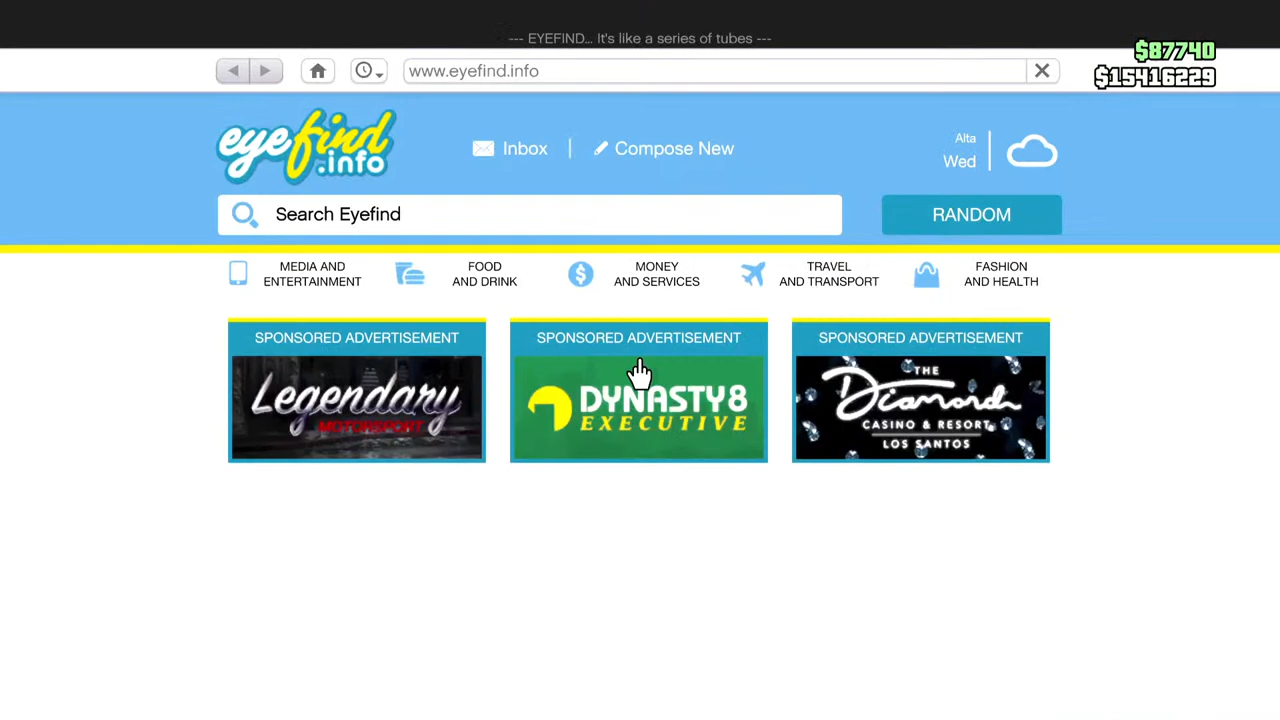 --- EYEFIND... It's like a series of tubes ---
$87740
$15416229
www.eyefind.info
eyefind
.info
Inbox
Compose New
Alta
Wed
Search Eyefind
RANDOM
MEDIA AND
ENTERTAINMENT
FOOD
AND DRINK
MONEY
AND SERVICES
TRAVEL
AND TRANSPORT
FASHION
AND HEALTH
SPONSORED ADVERTISEMENT
Legendary
MOTORSPORT
SPONSORED ADVERTISEMENT
DYNASTY8
EXECUTIVE
SPONSORED ADVERTISEMENT
THE
Diamond
CASINO & RESORT
LOS SANTOS